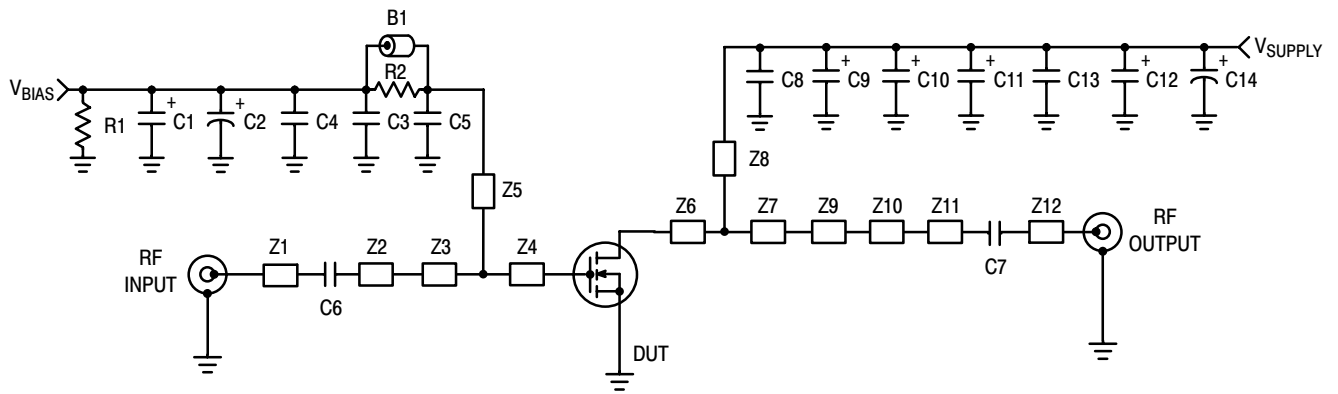 B1
V_SUPPLY
R2
V_BIAS
+
+
+
+
+
+
+
C8
C9
C10
C11
C13
C12
C14
R1
C1
C2
C4
C3
C5
Z8
Z5
Z6
Z7
Z9
Z10
Z11
Z12
RF
OUTPUT
RF
INPUT
Z1
Z2
Z3
Z4
C7
C6
DUT